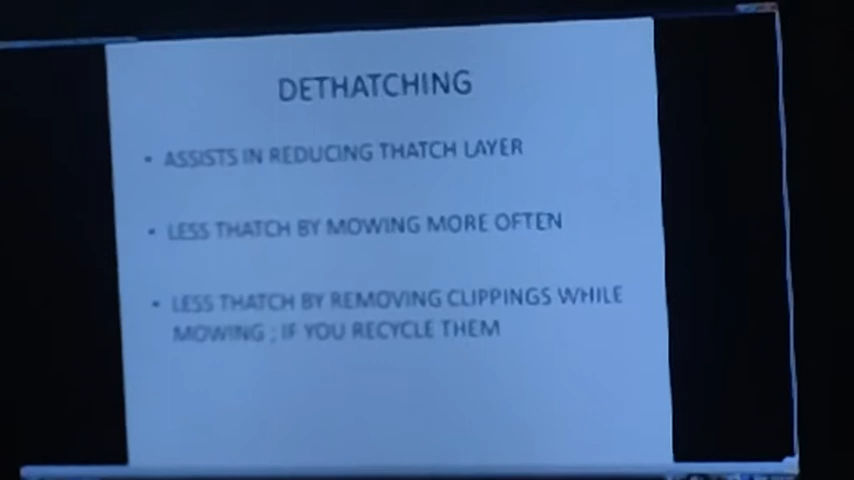 DETHATCHING
• ASSISTS IN REDUCING THATCH LAYER
• LESS THATCH BY MOWING MORE OFTEN
• LESS THATCH BY REMOVING CLIPPINGS WHILE
MOWING ; IF YOU RECYCLE THEM